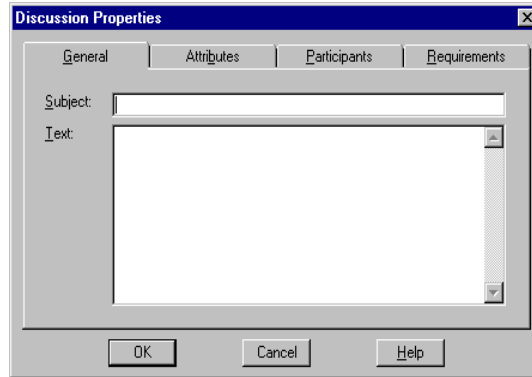 Discussion Properties
General Attributes Participants Requirements
Subject:
Text:
OK Cancel Help